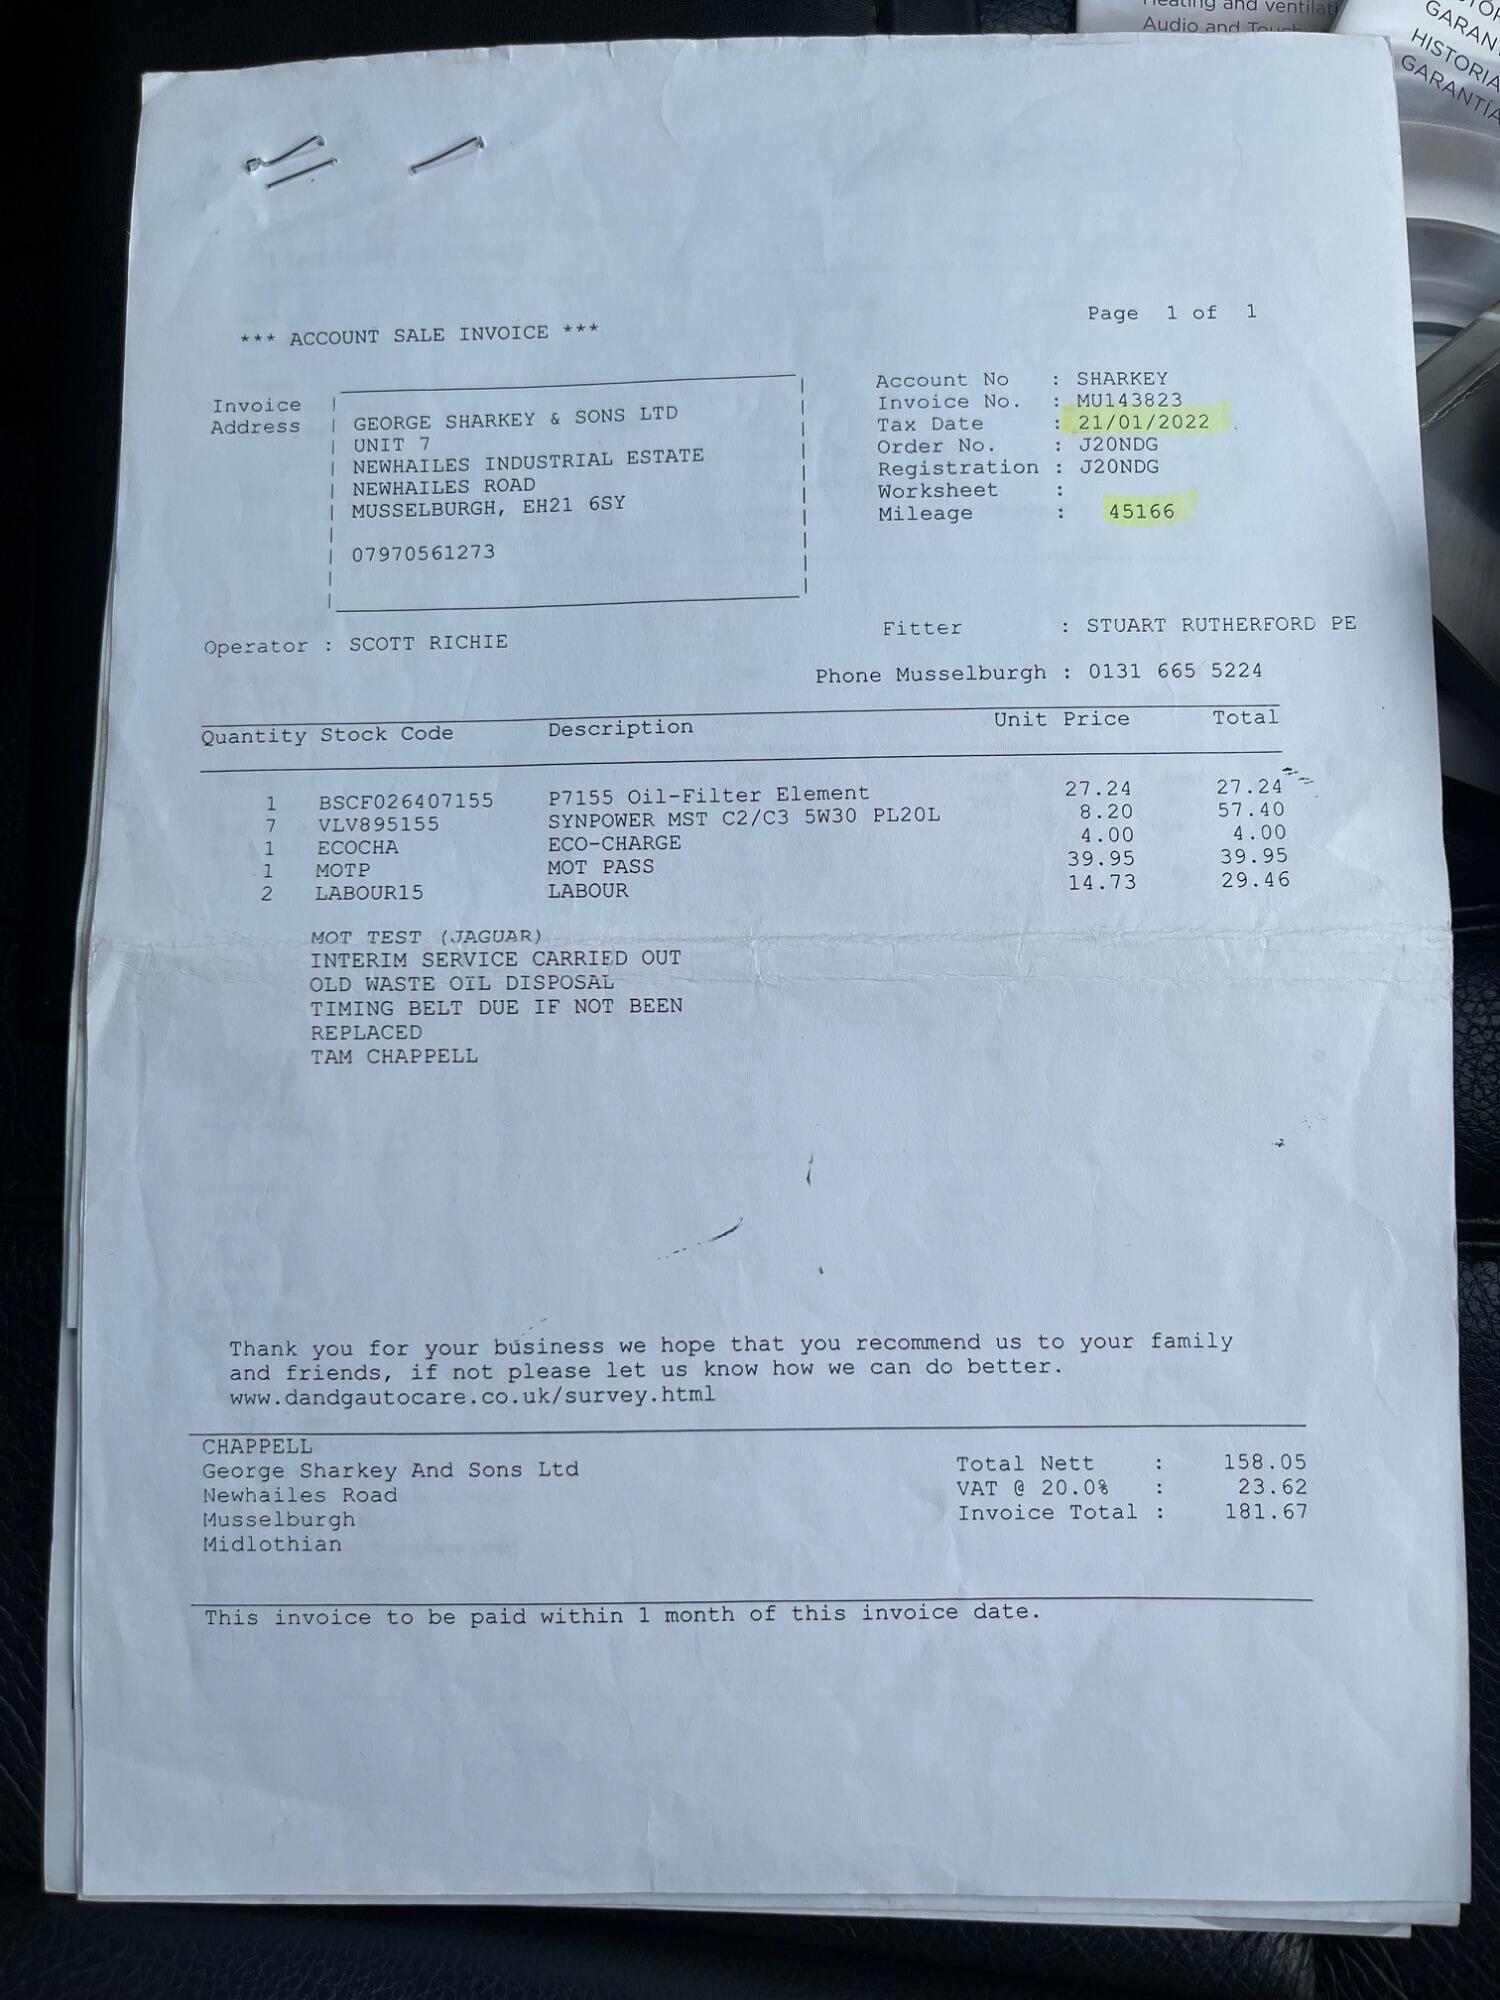 Heating and ventilati
Audio and Touch
GARAN
HISTORIA
GARANTÍA
Page 1 of 1
*** ACCOUNT SALE INVOICE ***
Invoice Address
GEORGE SHARKEY & SONS LTD
UNIT 7
NEWHAILES INDUSTRIAL ESTATE
NEWHAILES ROAD
MUSSELBURGH, EH21 6SY
07970561273
Account No : SHARKEY
Invoice No. : MU143823
Tax Date : 21/01/2022
Order No. : J20NDG
Registration : J20NDG
Worksheet :
Mileage : 45166
Operator : SCOTT RICHIE
Fitter : STUART RUTHERFORD PE
Phone Musselburgh : 0131 665 5224
Quantity Stock Code Description Unit Price Total
1 BSCF026407155 P7155 Oil-Filter Element 27.24 27.24
7 VLV895155 SYNPOWER MST C2/C3 5W30 PL20L 8.20 57.40
1 ECOCHA ECO-CHARGE 4.00 4.00
1 MOTP MOT PASS 39.95 39.95
2 LABOUR15 LABOUR 14.73 29.46
MOT TEST (JAGUAR)
INTERIM SERVICE CARRIED OUT
OLD WASTE OIL DISPOSAL
TIMING BELT DUE IF NOT BEEN
REPLACED
TAM CHAPPELL
Thank you for your business we hope that you recommend us to your family
and friends, if not please let us know how we can do better.
www.dandgautocare.co.uk/survey.html
CHAPPELL
George Sharkey And Sons Ltd
Newhailes Road
Musselburgh
Midlothian
Total Nett : 158.05
VAT @ 20.0% : 23.62
Invoice Total : 181.67
This invoice to be paid within 1 month of this invoice date.